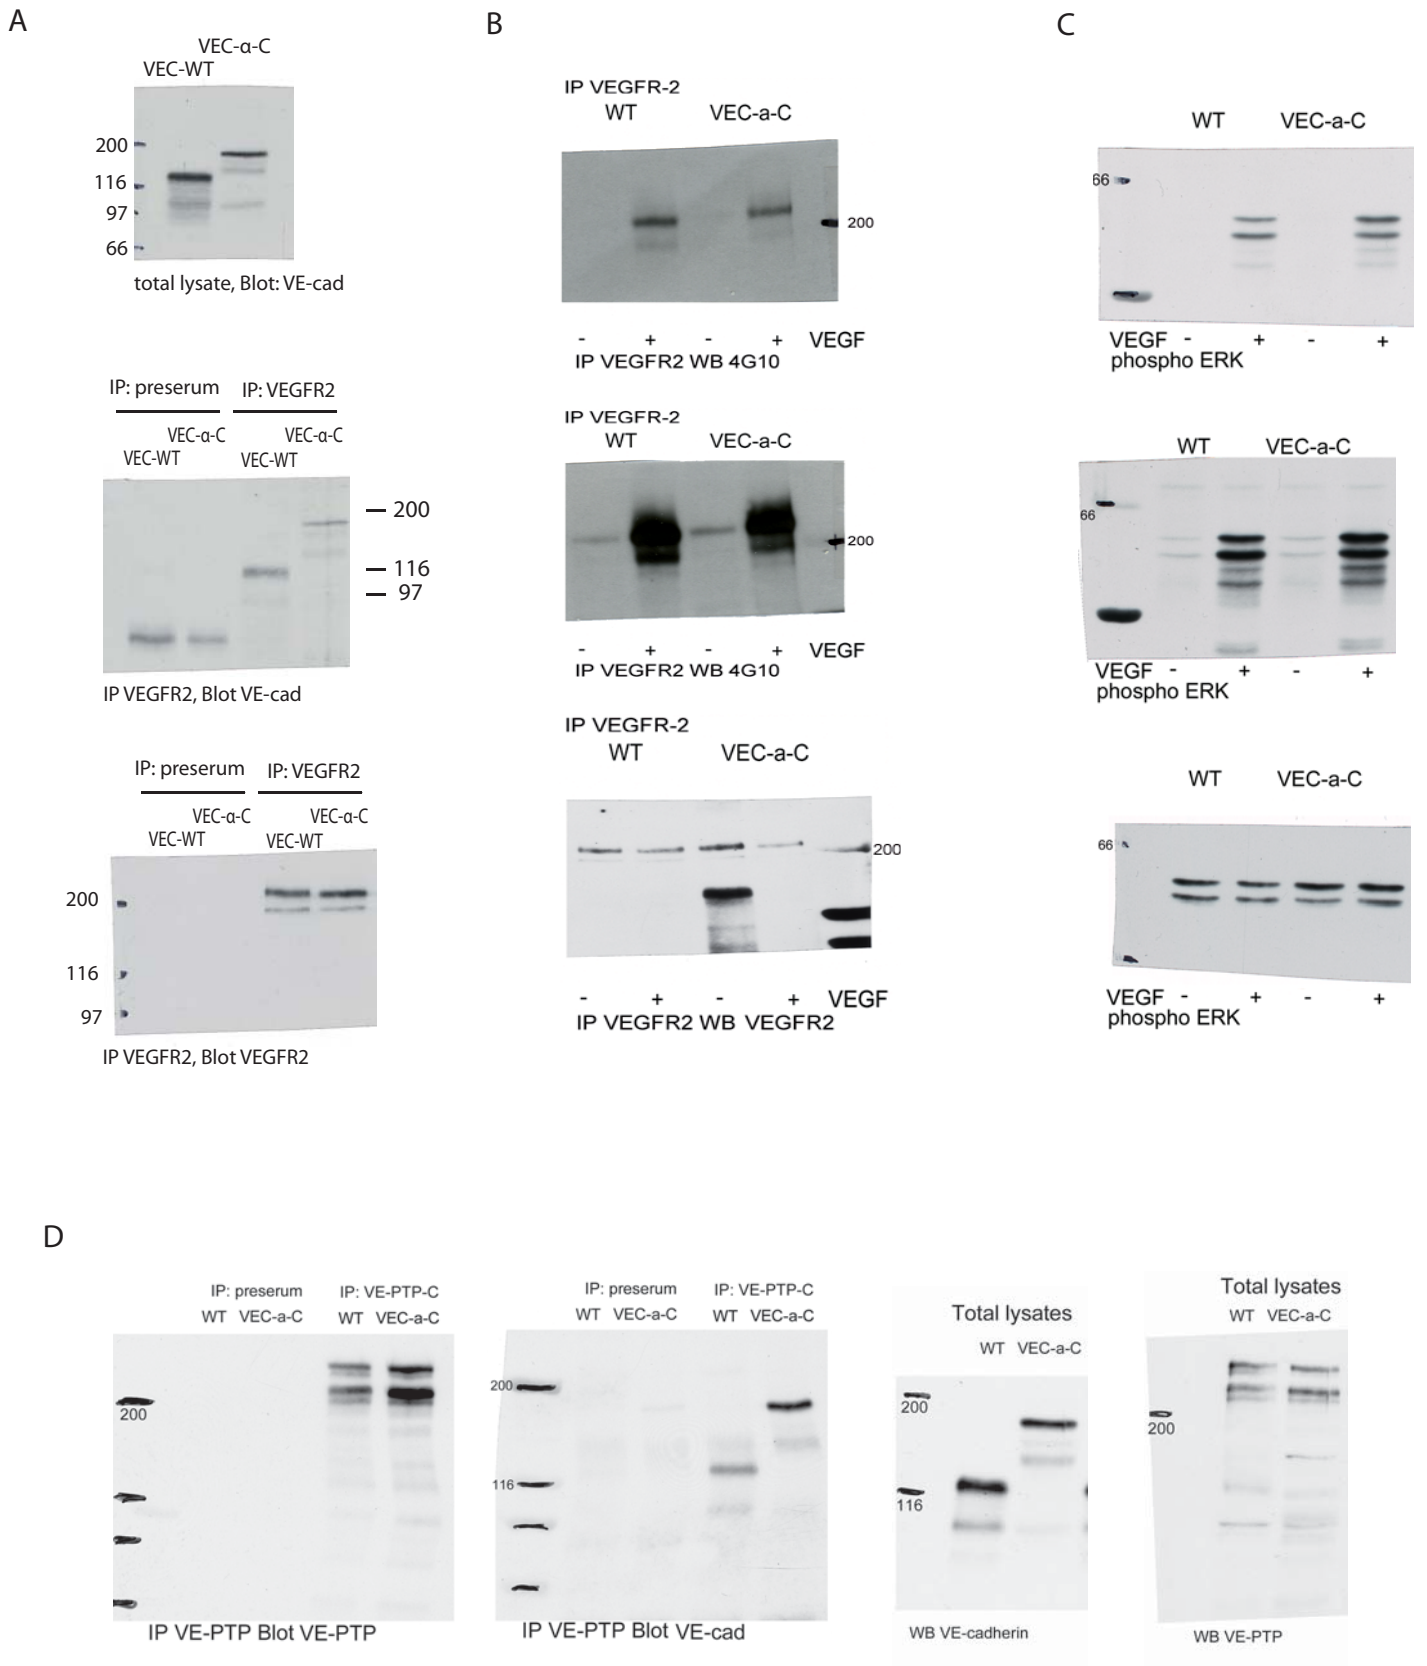 A
VEC-α-C
VEC-WT
200
116
97
66
total lysate, Blot: VE-cad
IP: preserum IP: VEGFR2
VEC-α-C VEC-α-C
VEC-WT VEC-WT
200
116
97
IP VEGFR2, Blot VE-cad
IP: preserum IP: VEGFR2
VEC-α-C VEC-α-C
VEC-WT VEC-WT
200
116
97
IP VEGFR2, Blot VEGFR2
B
IP VEGFR-2
WT VEC-a-C
200
- + - + VEGF
IP VEGFR2 WB 4G10
IP VEGFR-2
WT VEC-a-C
200
- + - + VEGF
IP VEGFR2 WB 4G10
IP VEGFR-2
WT VEC-a-C
200
- + - + VEGF
IP VEGFR2 WB VEGFR2
C
WT VEC-a-C
66
VEGF - + - +
phospho ERK
WT VEC-a-C
66
VEGF - + - +
phospho ERK
WT VEC-a-C
66
VEGF - + - +
phospho ERK
D
IP: preserum IP: VE-PTP-C
WT VEC-a-C WT VEC-a-C
200
IP VE-PTP Blot VE-PTP
IP: preserum IP: VE-PTP-C
WT VEC-a-C WT VEC-a-C
200
116
IP VE-PTP Blot VE-cad
Total lysates
WT VEC-a-C
200
116
WB VE-cadherin
Total lysates
WT VEC-a-C
200
WB VE-PTP